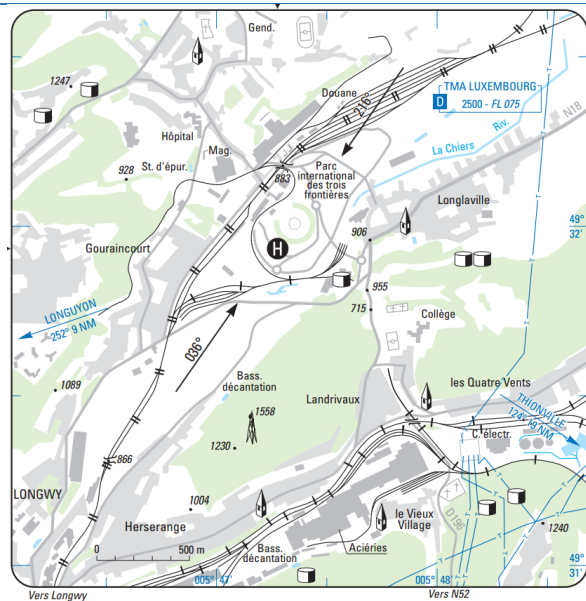 Gend.
1247
Douane
216°
TMA LUXEMBOURG
D
2500 - FL 075
N18
Riv.
La Chiers
Hôpital
Mag.
928
St. d'épur.
883
Parc
international
des trois
frontières
Longlaville
49°
32'
906
Gouraincourt
H
955
715
LONGUYON
252° 9 NM
Collège
036°
Bass.
décantation
1089
Landrivaux
les Quatre Vents
THIONVILLE
124° 19 NM
1558
C. électr.
1230
866
LONGWY
1004
Herserange
le Vieux
Village
D196
1240
0
500 m
Bass.
décantation
Aciéries
49°
31'
005° 47'
005° 48'
Vers Longwy
Vers N52